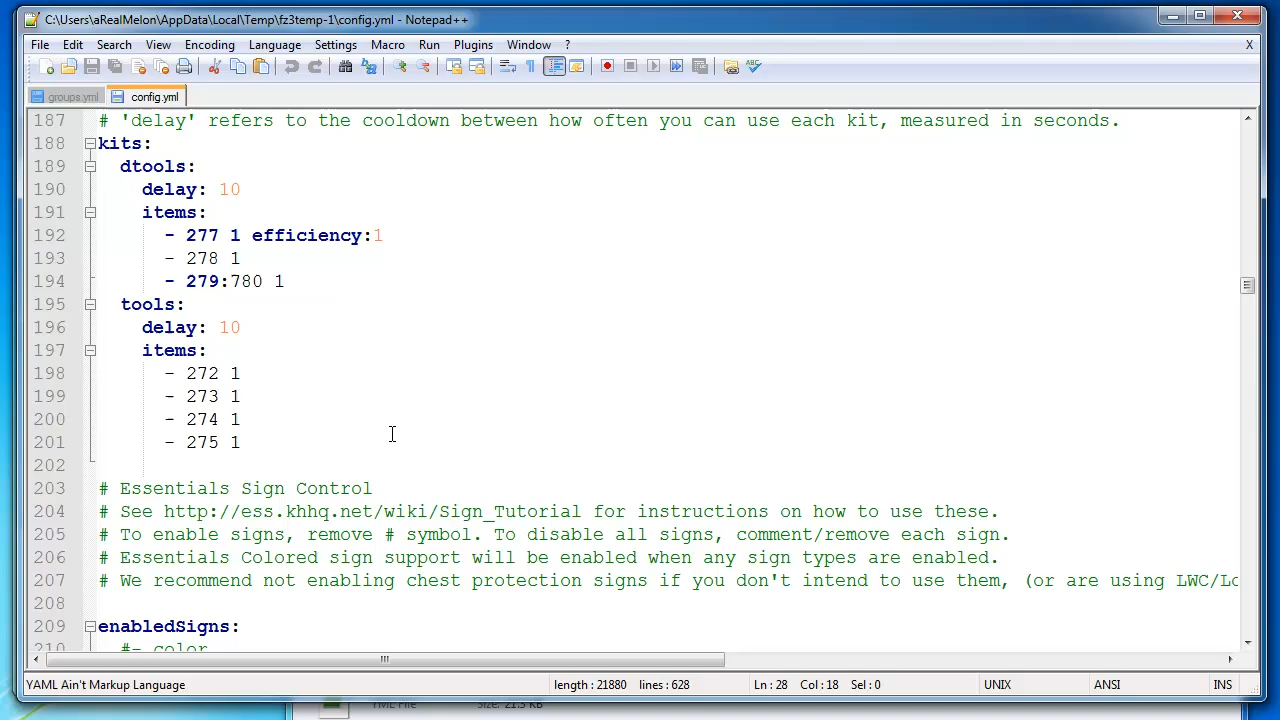 C:\Users\aRealMelon\AppData\Local\Temp\fz3temp-1\config.yml - Notepad++
File Edit Search View Encoding Language Settings Macro Run Plugins Window ? X
groups.yml config.yml
187 # 'delay' refers to the cooldown between how often you can use each kit, measured in seconds.
188 kits:
189 dtools:
190 delay: 10
191 items:
192 - 277 1 efficiency:1
193 - 278 1
194 - 279:780 1
195 tools:
196 delay: 10
197 items:
198 - 272 1
199 - 273 1
200 - 274 1
201 - 275 1
202
203 # Essentials Sign Control
204 # See http://ess.khhq.net/wiki/Sign_Tutorial for instructions on how to use these.
205 # To enable signs, remove # symbol. To disable all signs, comment/remove each sign.
206 # Essentials Colored sign support will be enabled when any sign types are enabled.
207 # We recommend not enabling chest protection signs if you don't intend to use them, (or are using LWC/Lo
208
209 enabledSigns:
210 #- color
YAML Ain't Markup Language length : 21880 lines : 628 Ln : 28 Col : 18 Sel : 0 UNIX ANSI INS
YAML File Size: 21.3 KB